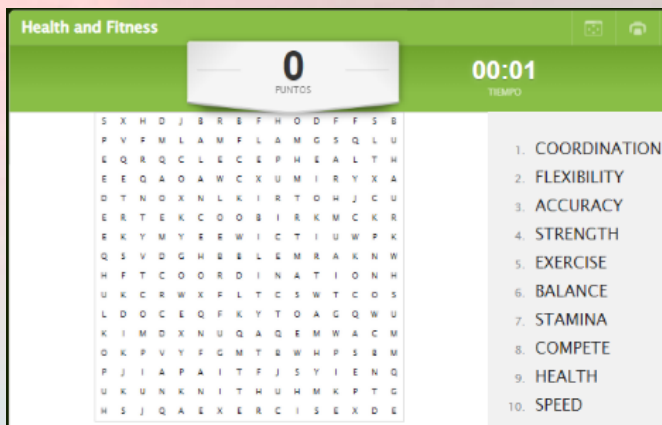 Health and Fitness
0
PUNTOS
00:01
TIEMPO
S X H D J B R B F H O D F F S B
P V F M L A M F L A M G S Q L U
E Q R Q C L E C E P H E A L T H
E E Q A O A W C X U M I R Y X A
D T N O X N L K I R T O H J C U
E R T E K C O O B I R K M C K R
E K Y M Y E E W I C T I U W P K
Q S V D G H B B L E M R A K N W
H F T C O O R D I N A T I O N H
U K C R W X F L T C S W T C D S
L D O C E Q F K Y T O A G Q W U
K I M D X N U Q A Q E M W A C M
O K P V Y F G M T B W H P S B M
P J I A P A I T F J S Y I E N Q
U K U N K N I T H U H M K P T G
H S J Q A E X E R C I S E X D E
1. COORDINATION
2. FLEXIBILITY
3. ACCURACY
4. STRENGTH
5. EXERCISE
6. BALANCE
7. STAMINA
8. COMPETE
9. HEALTH
10. SPEED